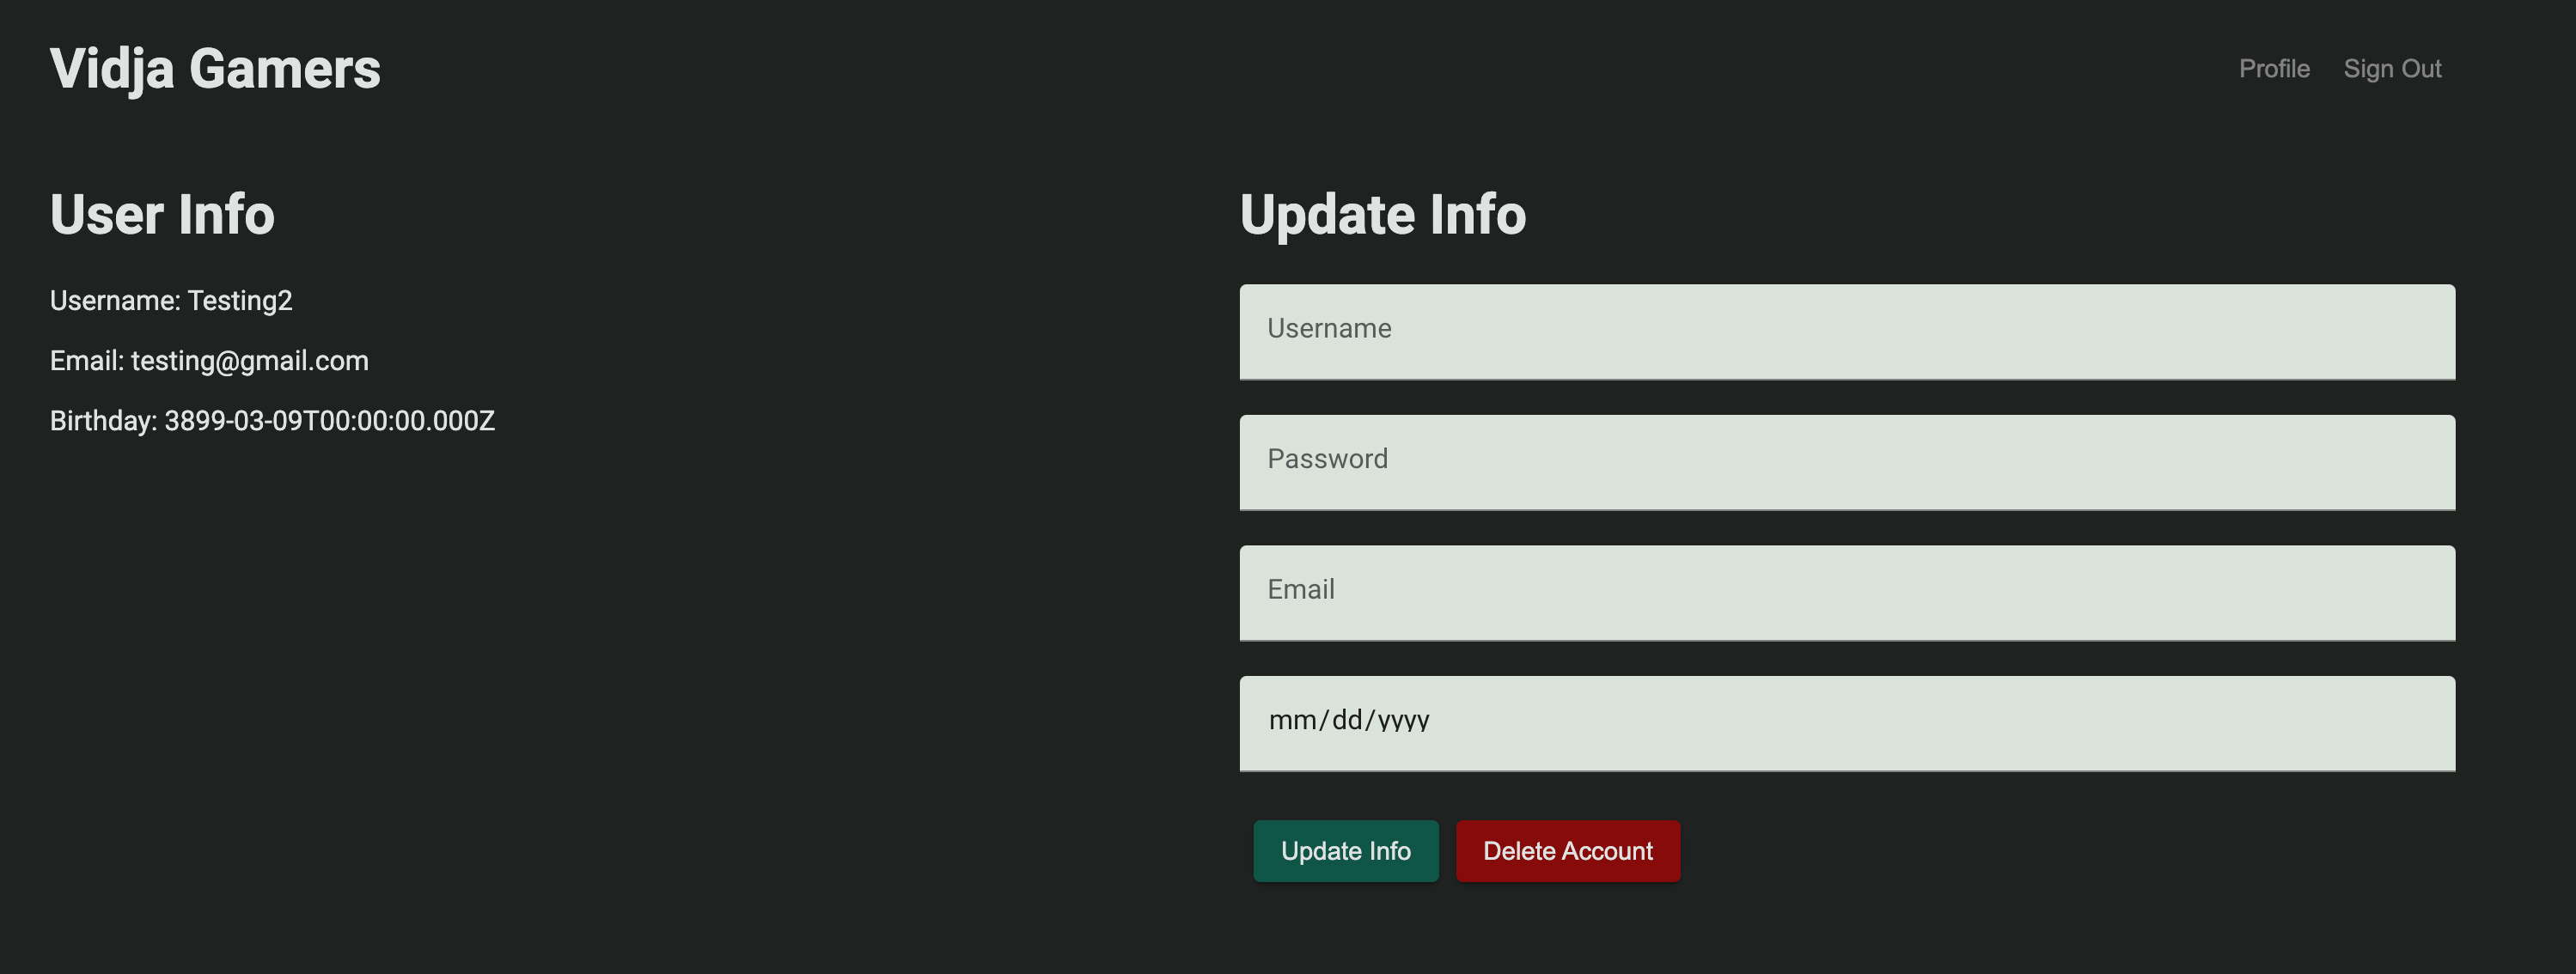 Vidja Gamers
Profile Sign Out
User Info
Username: Testing2
Email: testing@gmail.com
Birthday: 3899-03-09T00:00:00.000Z
Update Info
Username
Password
Email
mm/dd/yyyy
Update Info
Delete Account